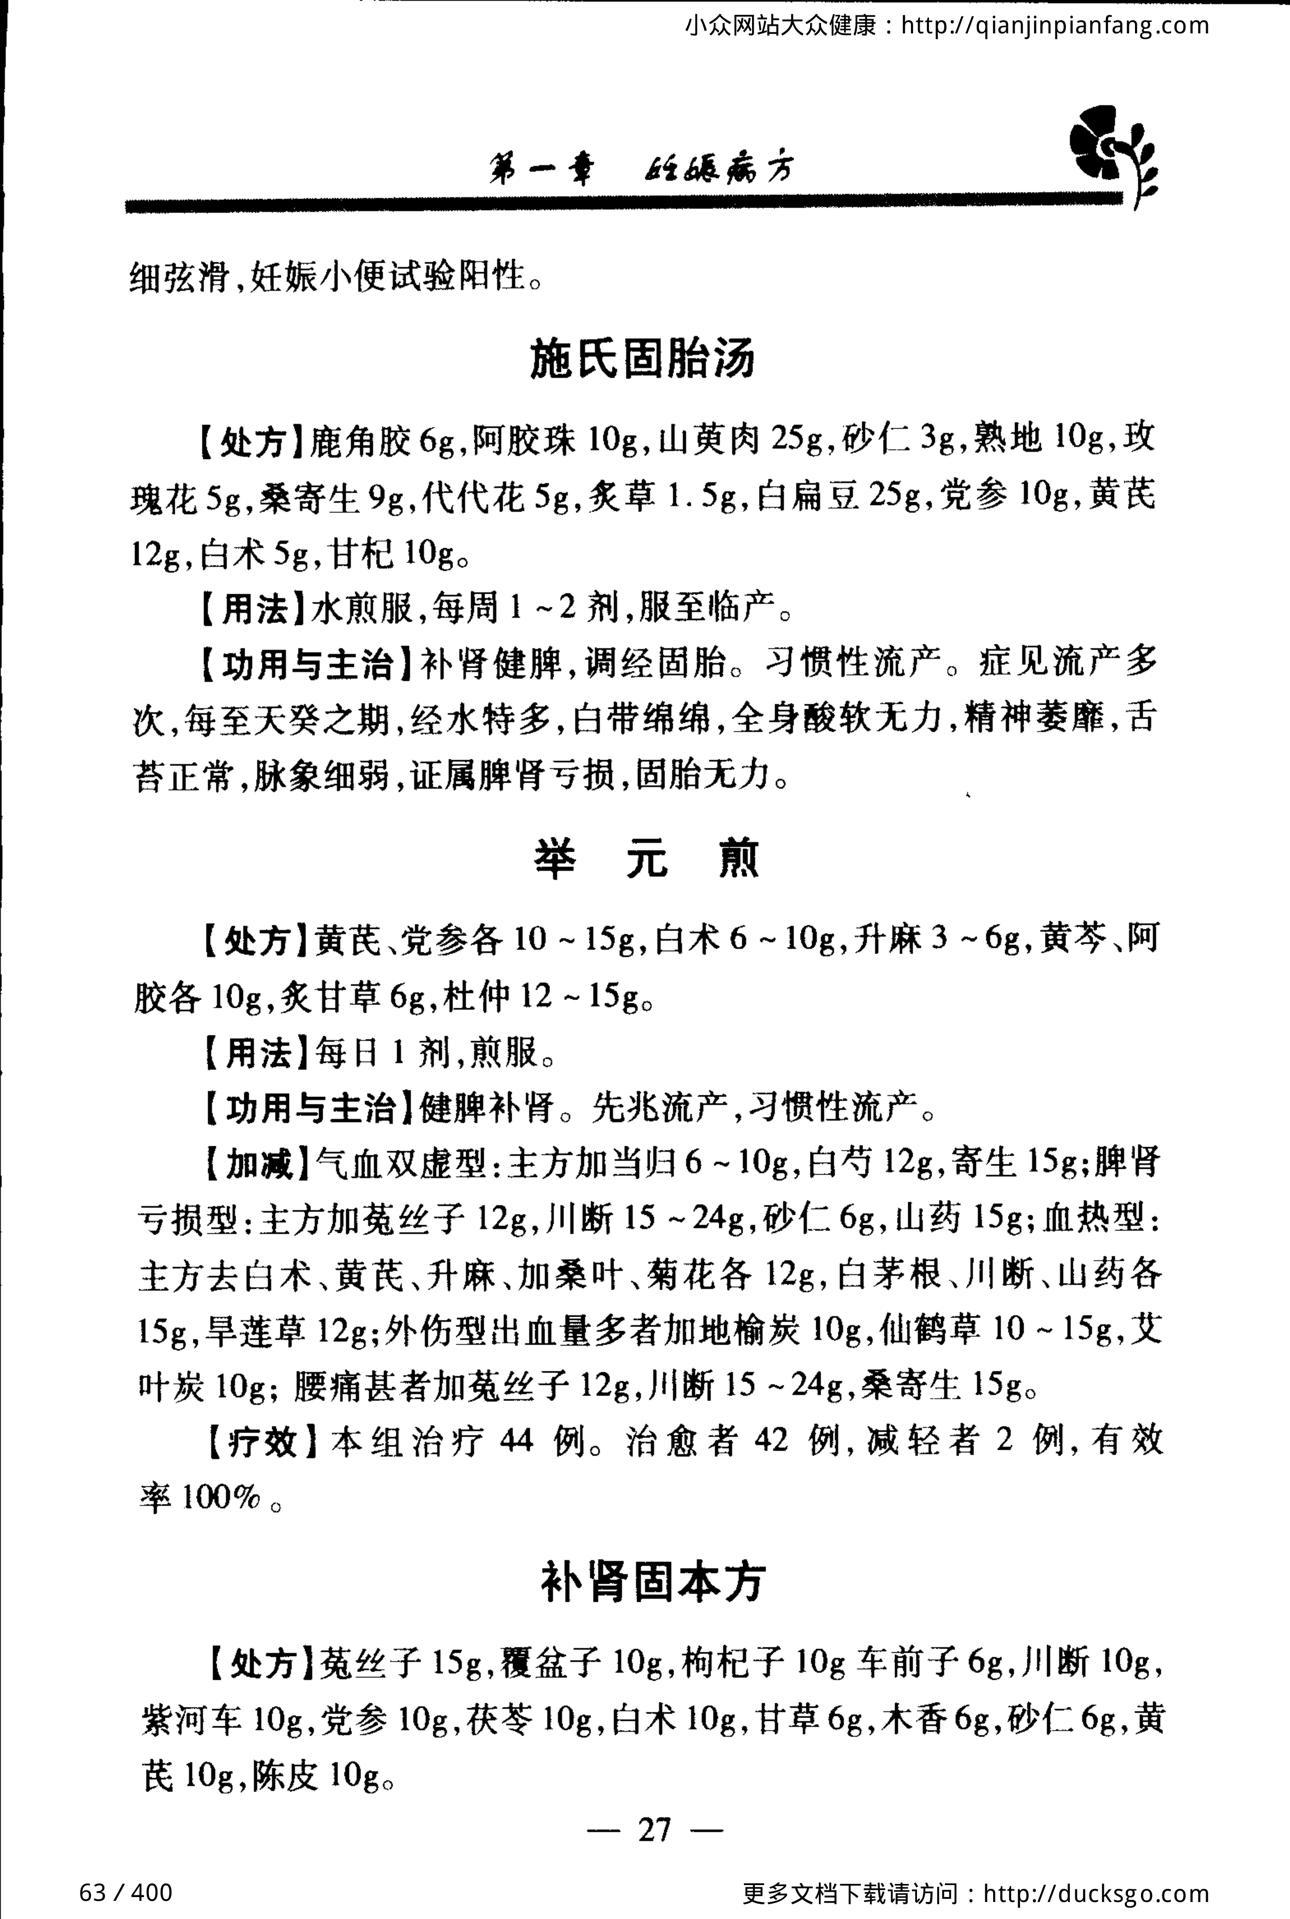 小众网站大众健康：http://qianjinpianfang.com
第一章 妊娠病方
细弦滑,妊娠小便试验阳性。
施氏固胎汤
【处方】鹿角胶 6g,阿胶珠 10g,山萸肉 25g,砂仁 3g,熟地 10g,玫
瑰花 5g,桑寄生 9g,代代花 5g,炙草 1.5g,白扁豆 25g,党参 10g,黄芪
12g,白术 5g,甘杞 10g。
【用法】水煎服,每周 1～2 剂,服至临产。
【功用与主治】补肾健脾,调经固胎。习惯性流产。症见流产多
次,每至天癸之期,经水特多,白带绵绵,全身酸软无力,精神萎靡,舌
苔正常,脉象细弱,证属脾肾亏损,固胎无力。
举 元 煎
【处方】黄芪、党参各 10～15g,白术 6～10g,升麻 3～6g,黄芩、阿
胶各 10g,炙甘草 6g,杜仲 12～15g。
【用法】每日 1 剂,煎服。
【功用与主治】健脾补肾。先兆流产,习惯性流产。
【加减】气血双虚型:主方加当归 6～10g,白芍 12g,寄生 15g;脾肾
亏损型:主方加菟丝子 12g,川断 15～24g,砂仁 6g,山药 15g;血热型:
主方去白术、黄芪、升麻、加桑叶、菊花各 12g,白茅根、川断、山药各
15g,旱莲草 12g;外伤型出血量多者加地榆炭 10g,仙鹤草 10～15g,艾
叶炭 10g; 腰痛甚者加菟丝子 12g,川断 15～24g,桑寄生 15g。
【疗效】本组治疗 44 例。治愈者 42 例,减轻者 2 例,有效
率 100%。
补肾固本方
【处方】菟丝子 15g,覆盆子 10g,枸杞子 10g 车前子 6g,川断 10g,
紫河车 10g,党参 10g,茯苓 10g,白术 10g,甘草 6g,木香 6g,砂仁 6g,黄
芪 10g,陈皮 10g。
— 27 —
63 / 400
更多文档下载请访问：http://ducksgo.com